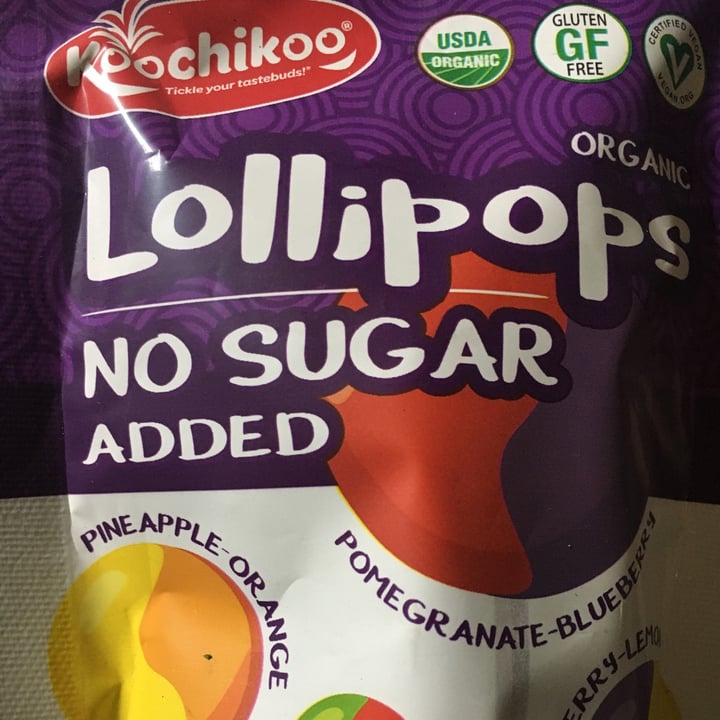 Koochikoo®
Tickle your tastebuds!™
USDA
ORGANIC
GLUTEN
GF
FREE
CERTIFIED VEGAN
VEGAN.ORG
ORGANIC
Lollipops
NO SUGAR
ADDED
PINEAPPLE-ORANGE
POMEGRANATE-BLUEBERRY